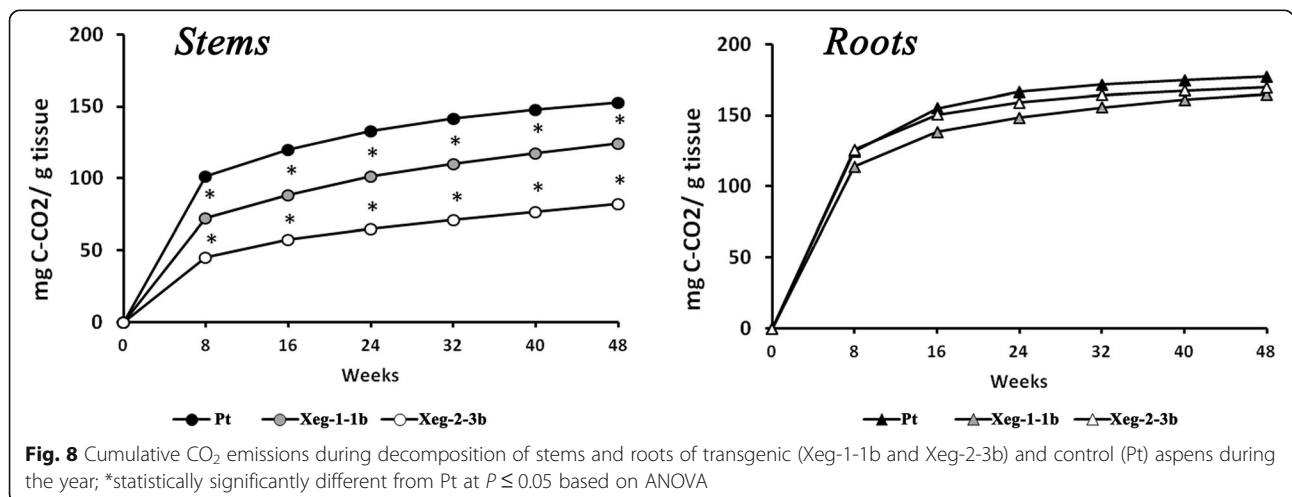 Stems
200
150
100
50
0
mg C-CO2/ g tissue
* * * * * *
* * * * * *
0 8 16 24 32 40 48
Weeks
Pt Xeg-1-1b Xeg-2-3b
Roots
200
150
100
50
0
mg C-CO2/ g tissue
0 8 16 24 32 40 48
Weeks
Pt Xeg-1-1b Xeg-2-3b
Fig. 8 Cumulative CO₂ emissions during decomposition of stems and roots of transgenic (Xeg-1-1b and Xeg-2-3b) and control (Pt) aspens during
the year; *statistically significantly different from Pt at P ≤ 0.05 based on ANOVA